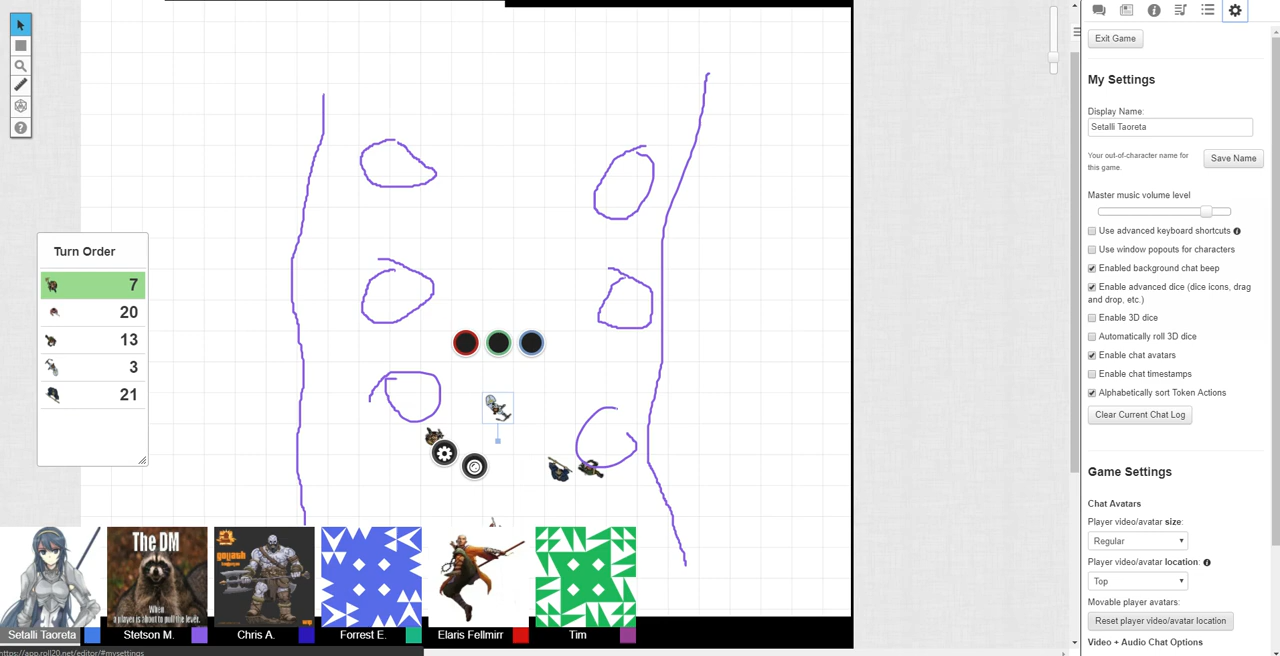 Exit Game
My Settings
Display Name:
Setalli Taoreta
Your out-of-character name for
this game.
Save Name
Master music volume level
Use advanced keyboard shortcuts
Use window popouts for characters
Enabled background chat beep
Enable advanced dice (dice icons, drag
and drop, etc.)
Enable 3D dice
Automatically roll 3D dice
Enable chat avatars
Enable chat timestamps
Alphabetically sort Token Actions
Clear Current Chat Log
Game Settings
Chat Avatars
Player video/avatar size:
Regular
Player video/avatar location:
Top
Movable player avatars:
Reset player video/avatar location
Video + Audio Chat Options
Turn Order
7
20
13
3
21
The DM
When
a player is about to pull the lever.
goliath
Setalli Taoreta
Stetson M.
Chris A.
Forrest E.
Elaris Fellmirr
Tim
https://app.roll20.net/editor/#mysettings